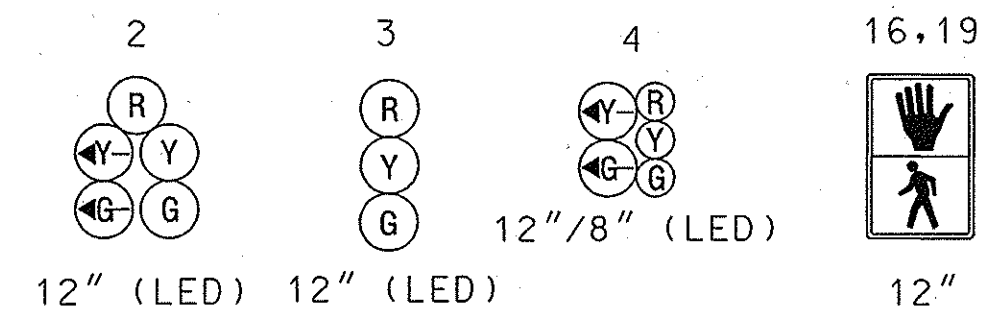 2 3 4 16,19
R
Y Y
G G
R
Y
G
Y R
Y
G G
12" (LED) 12" (LED) 12"/8" (LED) 12"